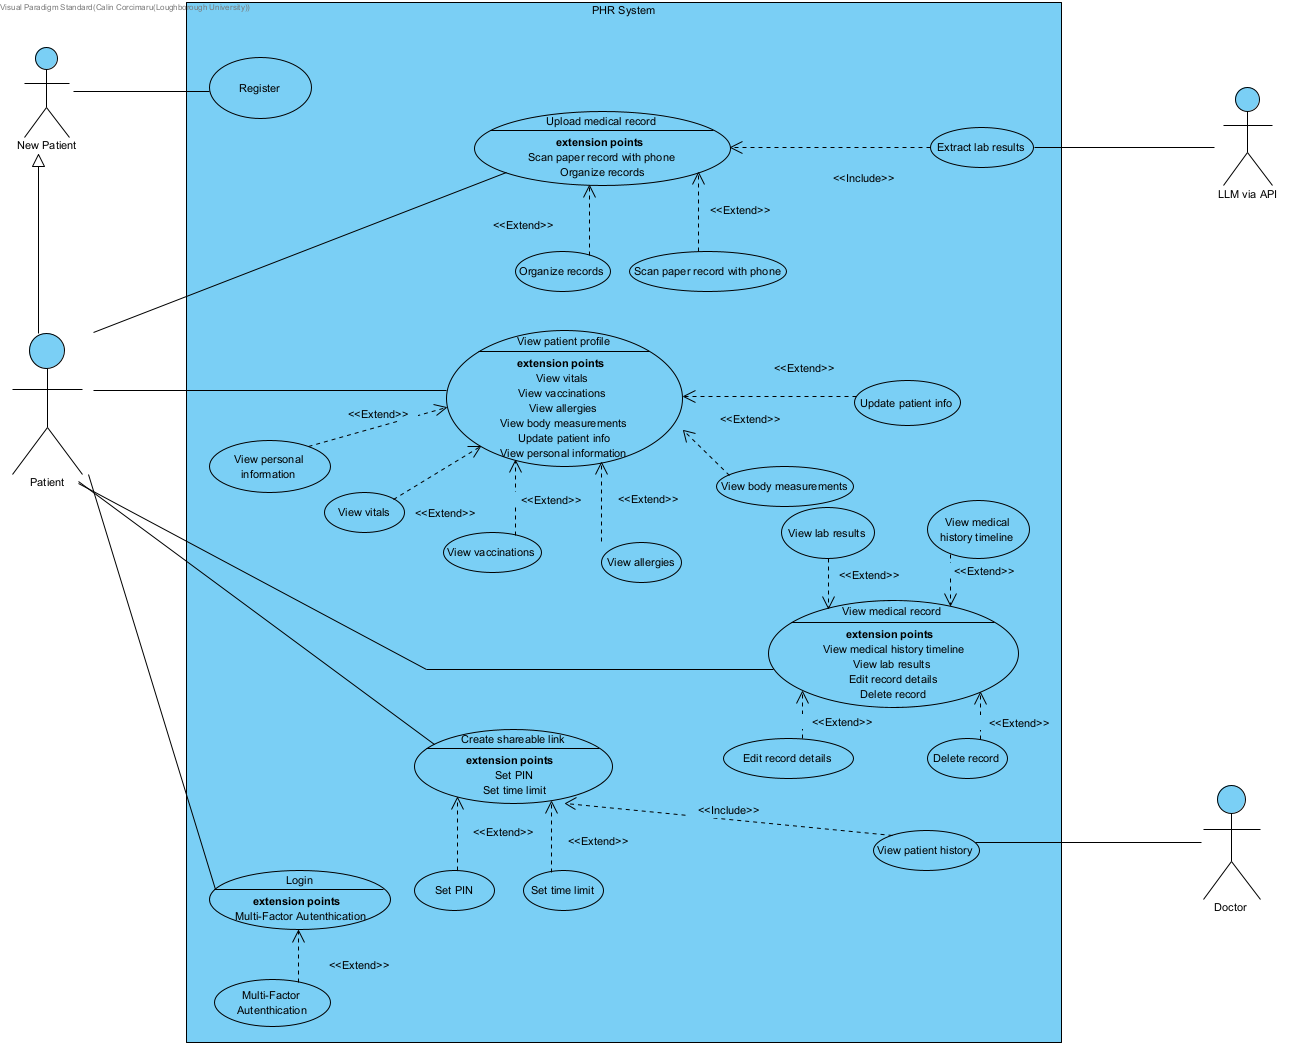 Visual Paradigm Standard(Calin Corcimaru(Loughborough University))
PHR System
New Patient
Register
Upload medical record
extension points
Scan paper record with phone
Organize records
Extract lab results
<<Include>>
LLM via API
<<Extend>>
<<Extend>>
Organize records
Scan paper record with phone
Patient
View patient profile
extension points
View vitals
View vaccinations
View allergies
View body measurements
Update patient info
View personal information
<<Extend>>
Update patient info
<<Extend>>
<<Extend>>
View personal
information
View vitals
<<Extend>>
<<Extend>>
<<Extend>>
View body measurements
View vaccinations
View allergies
View lab results
View medical
history timeline
<<Extend>>
<<Extend>>
View medical record
extension points
View medical history timeline
View lab results
Edit record details
Delete record
<<Extend>>
<<Extend>>
Edit record details
Delete record
Create shareable link
extension points
Set PIN
Set time limit
<<Include>>
<<Extend>>
<<Extend>>
View patient history
Doctor
Set PIN
Set time limit
Login
extension points
Multi-Factor Autenthication
<<Extend>>
Multi-Factor
Autenthication